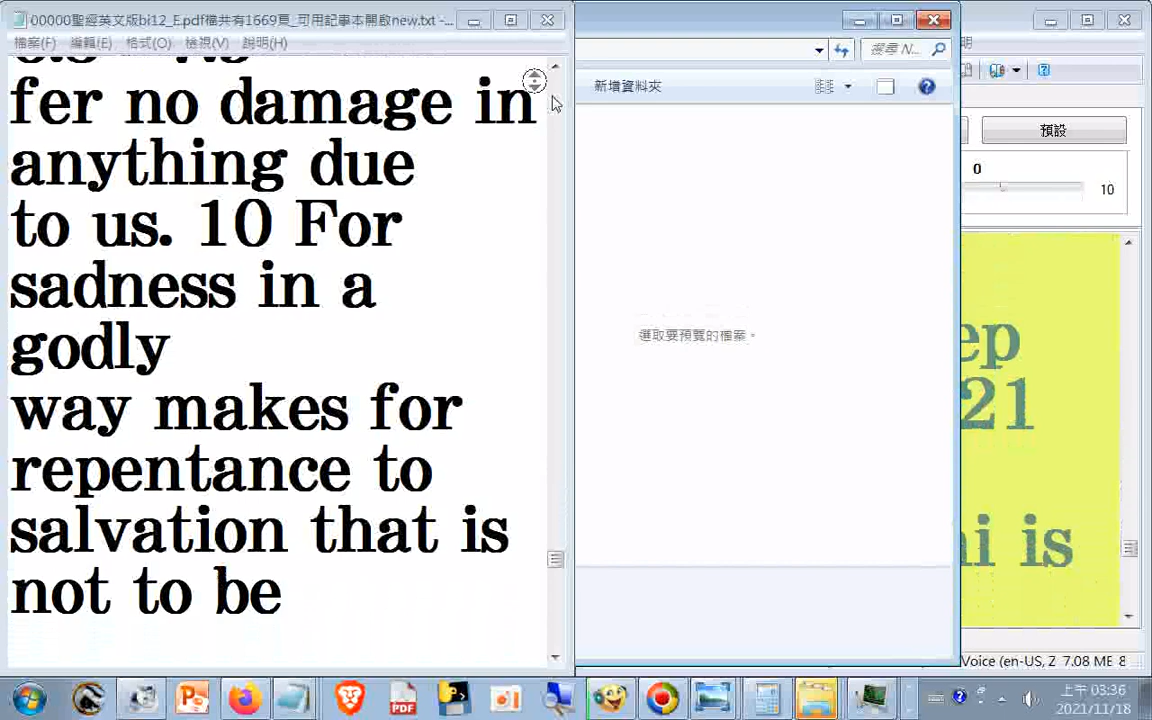 00000聖經英文版bi12_E.pdf檔共有1669頁_可用記事本開啟new.txt -...
檔案(F) 編輯(E) 格式(O) 檢視(V) 說明(H)
fer no damage in
anything due
to us. 10 For
sadness in a
godly
way makes for
repentance to
salvation that is
not to be
搜尋 N...
新增資料夾
選取要預覽的檔案。
明
預設
0
10
ep
21
ni is
Voice (en-US, Z 7.08 ME 8
PDF
上午 03:36
2021/11/18